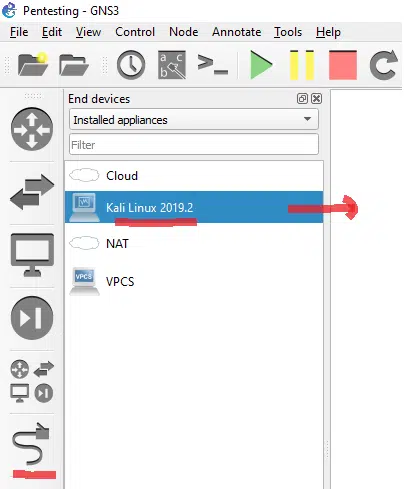 Pentesting - GNS3
File Edit View Control Node Annotate Tools Help
End devices
Installed appliances
Filter
Cloud
Kali Linux 2019.2
NAT
VPCS
VPCS